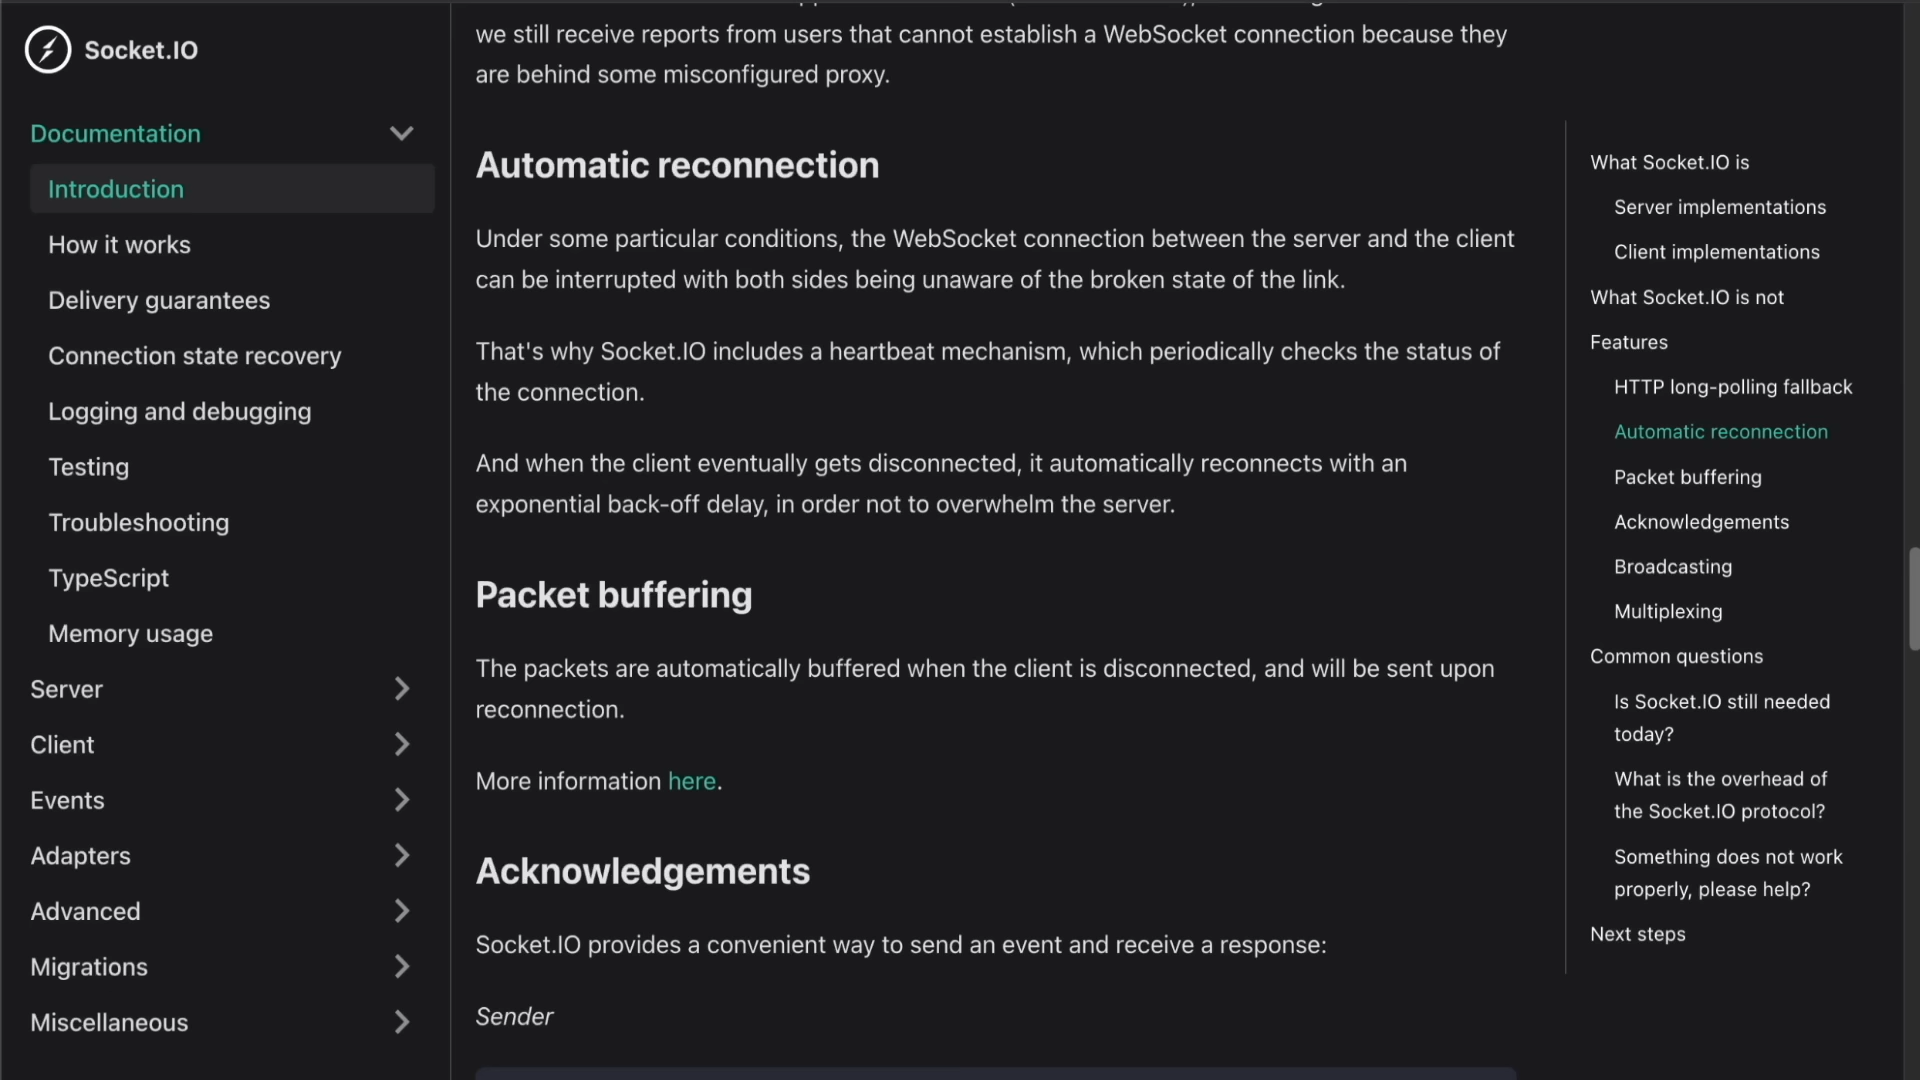 Socket.IO
Documentation
Introduction
How it works
Delivery guarantees
Connection state recovery
Logging and debugging
Testing
Troubleshooting
TypeScript
Memory usage
Server
Client
Events
Adapters
Advanced
Migrations
Miscellaneous
we still receive reports from users that cannot establish a WebSocket connection because they
are behind some misconfigured proxy.
Automatic reconnection
Under some particular conditions, the WebSocket connection between the server and the client
can be interrupted with both sides being unaware of the broken state of the link.
That's why Socket.IO includes a heartbeat mechanism, which periodically checks the status of
the connection.
And when the client eventually gets disconnected, it automatically reconnects with an
exponential back-off delay, in order not to overwhelm the server.
Packet buffering
The packets are automatically buffered when the client is disconnected, and will be sent upon
reconnection.
More information here.
Acknowledgements
Socket.IO provides a convenient way to send an event and receive a response:
Sender
What Socket.IO is
Server implementations
Client implementations
What Socket.IO is not
Features
HTTP long-polling fallback
Automatic reconnection
Packet buffering
Acknowledgements
Broadcasting
Multiplexing
Common questions
Is Socket.IO still needed
today?
What is the overhead of
the Socket.IO protocol?
Something does not work
properly, please help?
Next steps